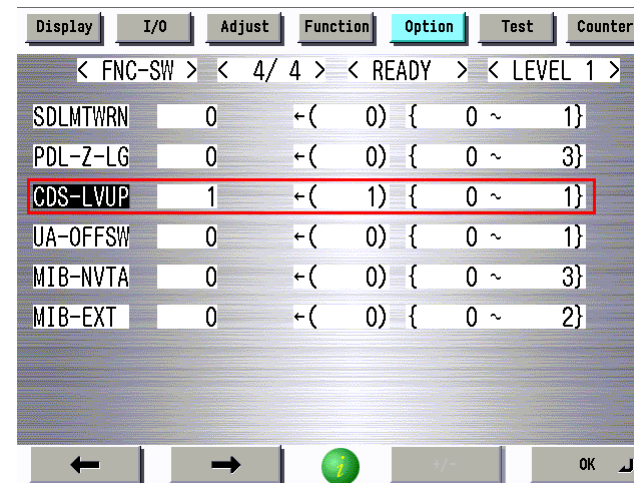 Display I/O Adjust Function Option Test Counter
< FNC-SW > < 4/ 4 > < READY > < LEVEL 1 >
SDLMTWRN 0 ←( 0) { 0 ~ 1}
PDL-Z-LG 0 ←( 0) { 0 ~ 3}
CDS-LVUP 1 ←( 1) { 0 ~ 1}
UA-OFFSW 0 ←( 0) { 0 ~ 1}
MIB-NVTA 0 ←( 0) { 0 ~ 3}
MIB-EXT 0 ←( 0) { 0 ~ 2}
← → i +/- OK